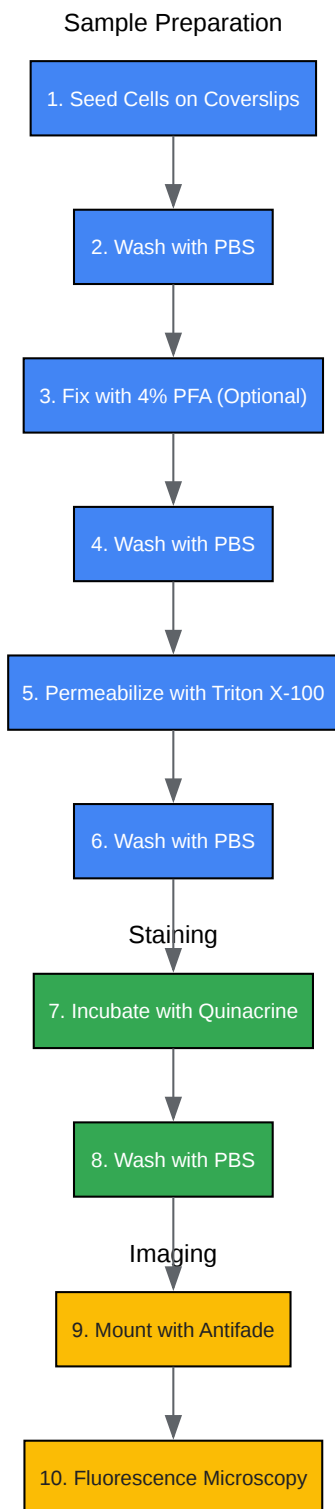 Sample Preparation
1. Seed Cells on Coverslips
2. Wash with PBS
3. Fix with 4% PFA (Optional)
4. Wash with PBS
5. Permeabilize with Triton X-100
6. Wash with PBS
Staining
7. Incubate with Quinacrine
8. Wash with PBS
Imaging
9. Mount with Antifade
10. Fluorescence Microscopy